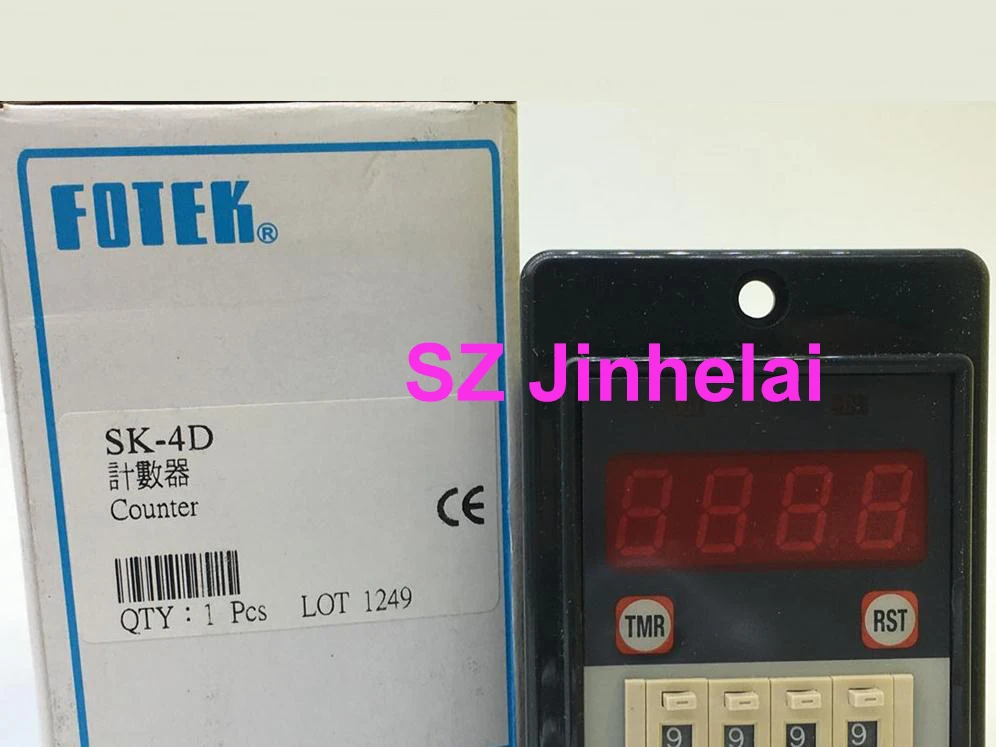 FOTEK®
SZ Jinhelai
SK-4D
計數器
Counter
CE
QTY : 1 Pcs LOT 1249
8888
TMR
RST
9 9 9 9